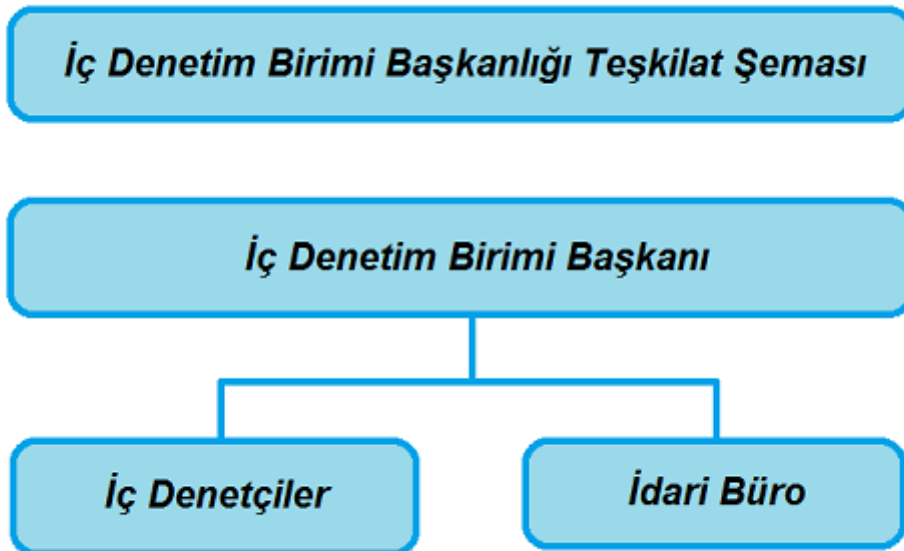 İç Denetim Birimi Başkanlığı Teşkilat Şeması
İç Denetim Birimi Başkanı
İç Denetçiler
İdari Büro